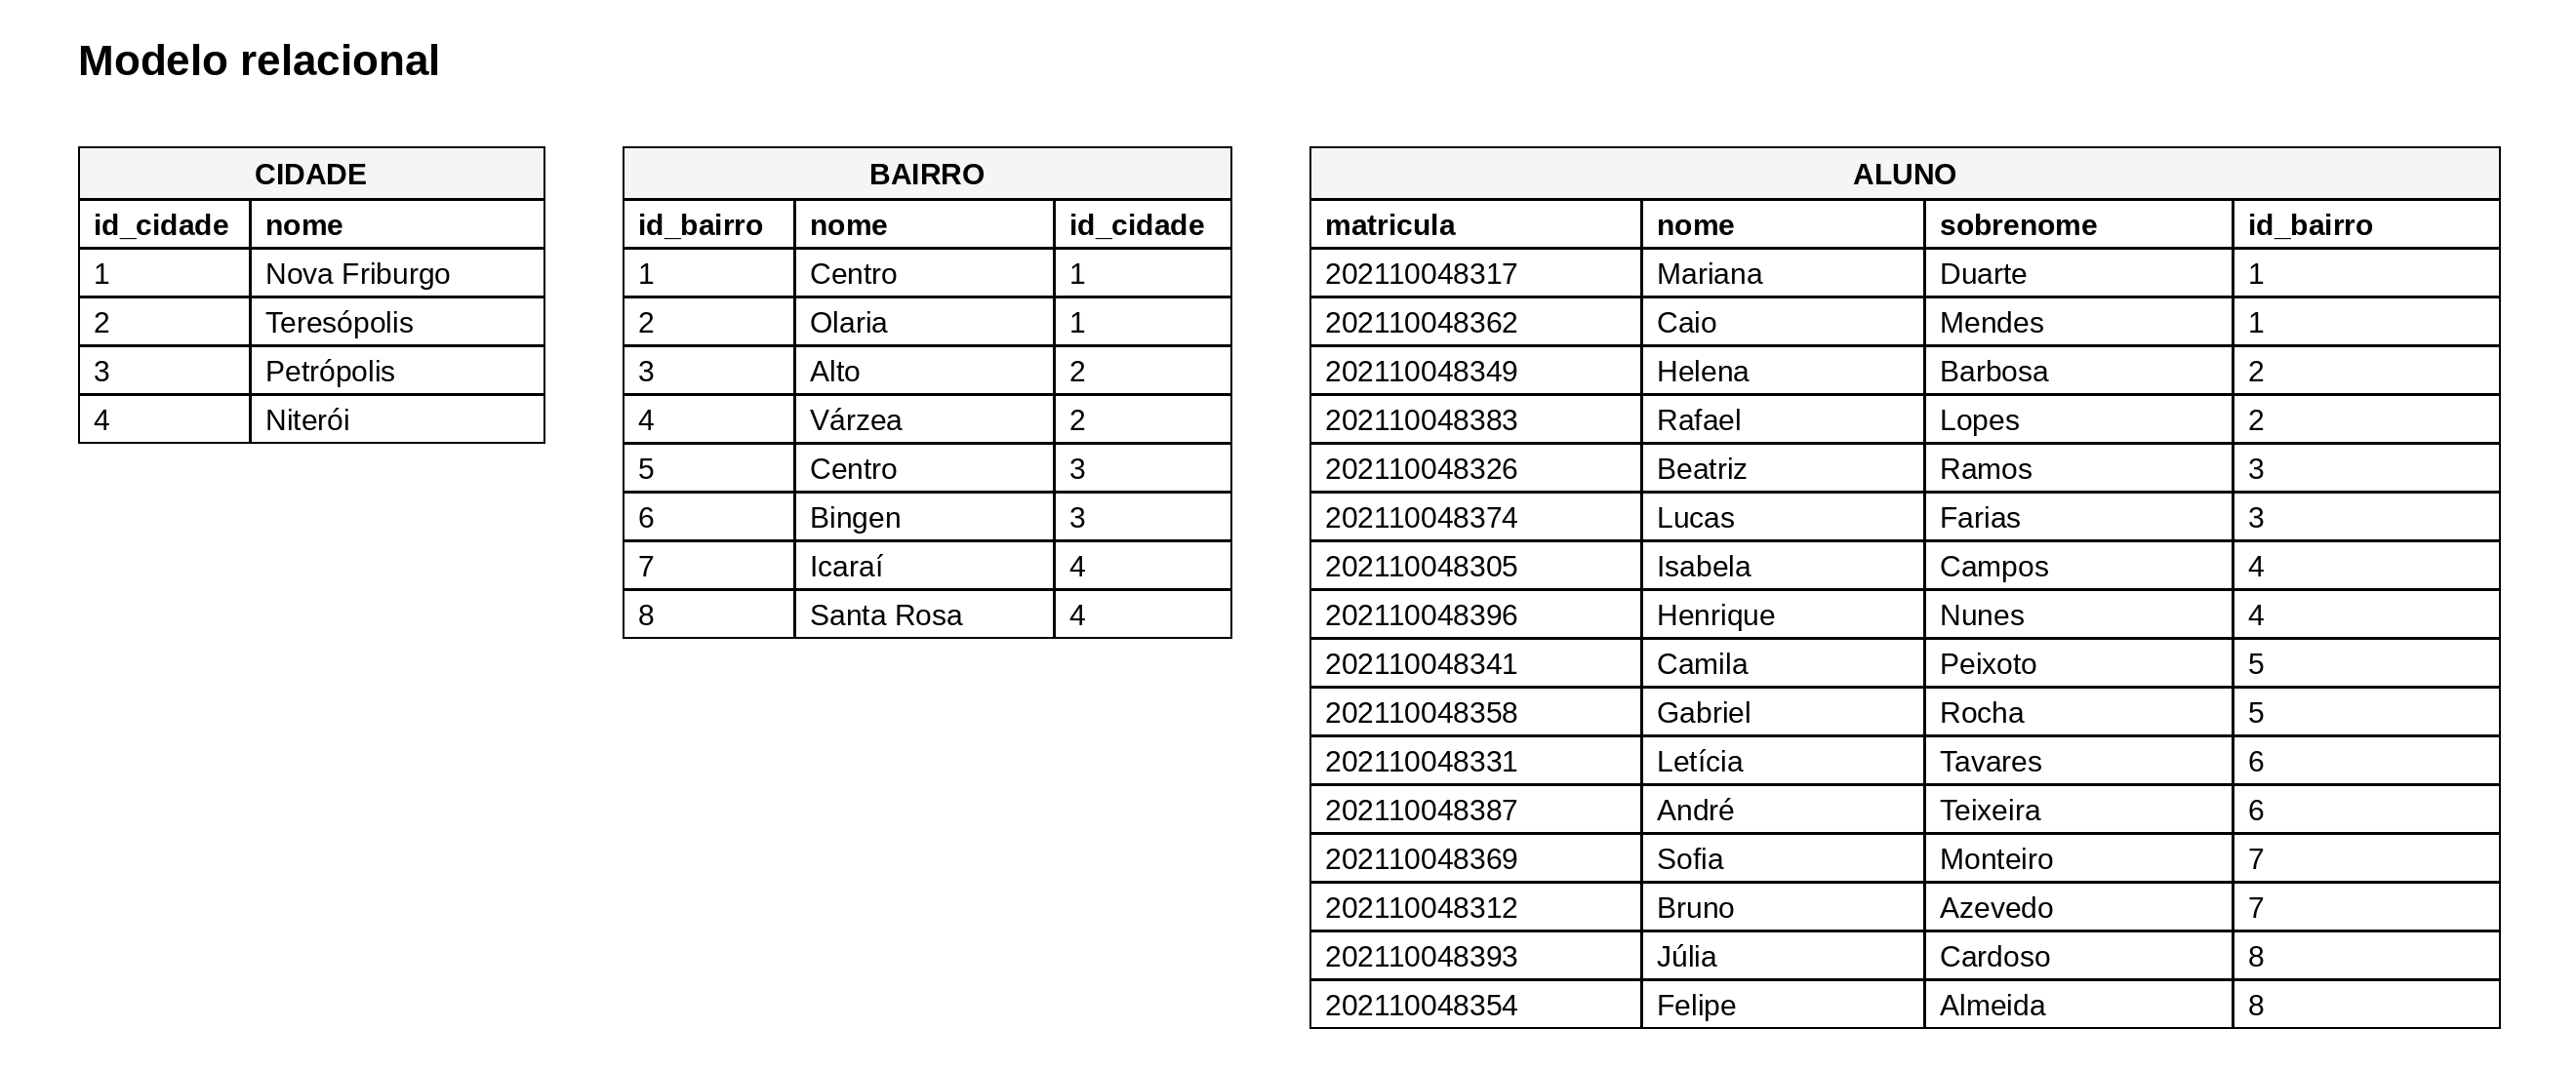 Modelo relacional
CIDADE
id_cidade nome
1 Nova Friburgo
2 Teresópolis
3 Petrópolis
4 Niterói
BAIRRO
id_bairro nome id_cidade
1 Centro 1
2 Olaria 1
3 Alto 2
4 Várzea 2
5 Centro 3
6 Bingen 3
7 Icaraí 4
8 Santa Rosa 4
ALUNO
matricula nome sobrenome id_bairro
202110048317 Mariana Duarte 1
202110048362 Caio Mendes 1
202110048349 Helena Barbosa 2
202110048383 Rafael Lopes 2
202110048326 Beatriz Ramos 3
202110048374 Lucas Farias 3
202110048305 Isabela Campos 4
202110048396 Henrique Nunes 4
202110048341 Camila Peixoto 5
202110048358 Gabriel Rocha 5
202110048331 Letícia Tavares 6
202110048387 André Teixeira 6
202110048369 Sofia Monteiro 7
202110048312 Bruno Azevedo 7
202110048393 Júlia Cardoso 8
202110048354 Felipe Almeida 8